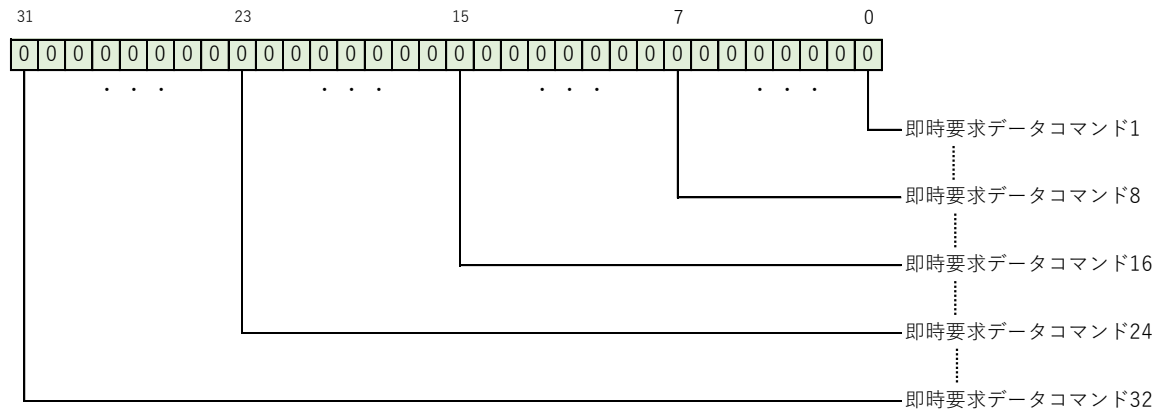 31 23 15 7 0
0 0 0 0 0 0 0 0 0 0 0 0 0 0 0 0 0 0 0 0 0 0 0 0 0 0 0 0 0 0 0 0
・・・ ・・・ ・・・ ・・・
即時要求データコマンド1
即時要求データコマンド8
即時要求データコマンド16
即時要求データコマンド24
即時要求データコマンド32